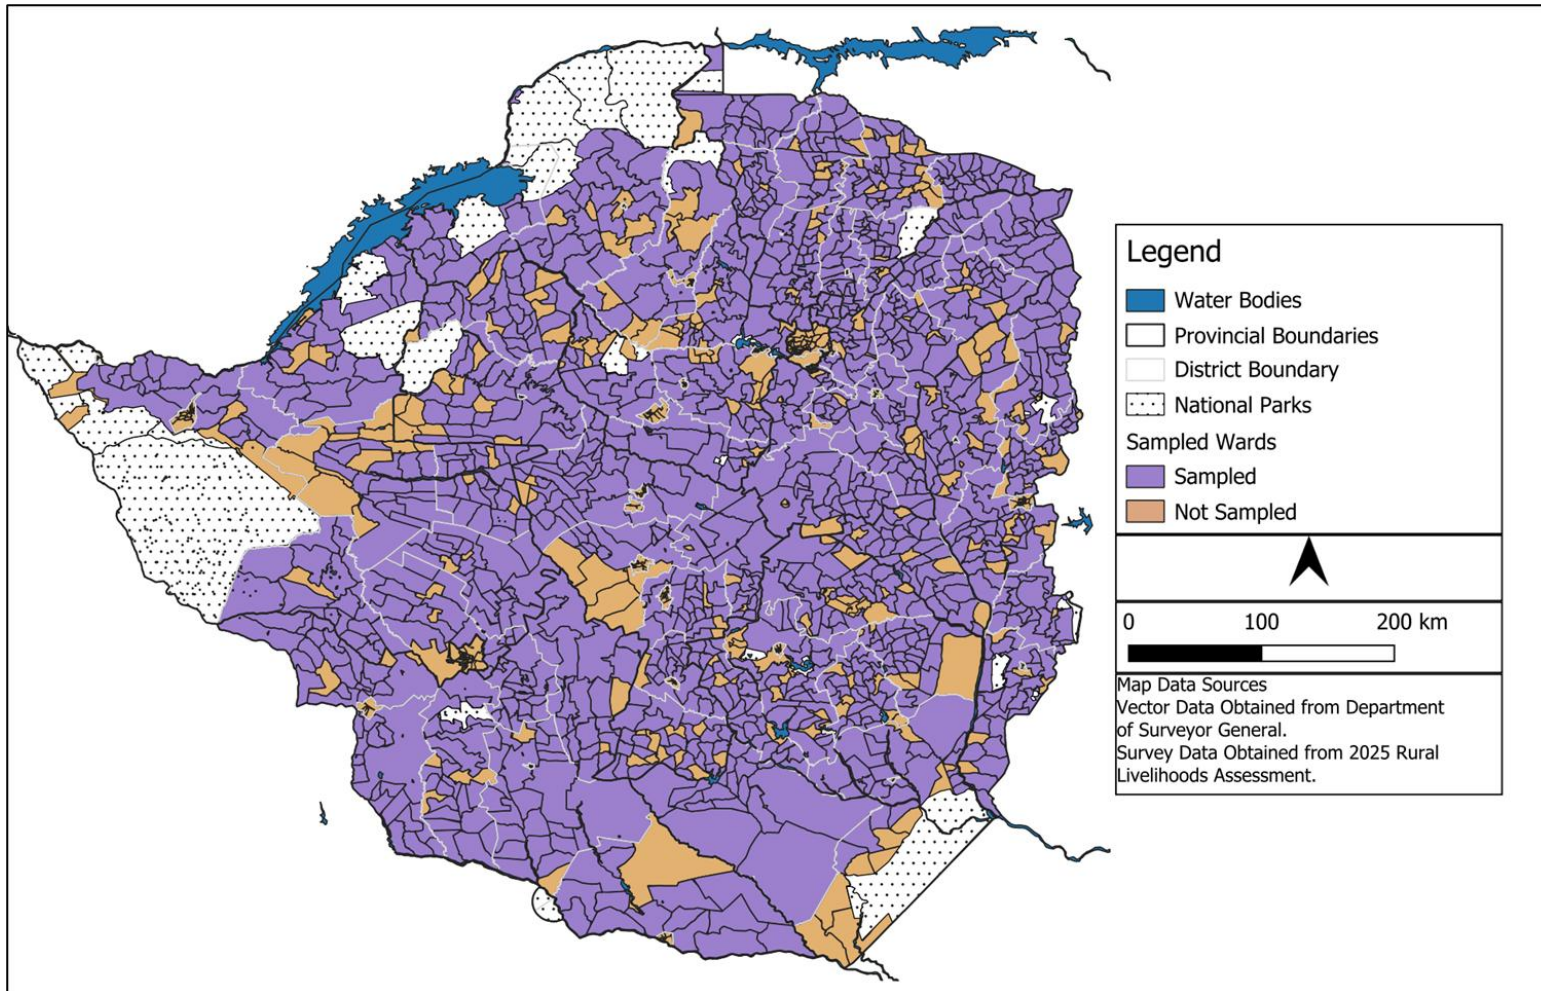 Legend
Water Bodies
Provincial Boundaries
District Boundary
National Parks
Sampled Wards
Sampled
Not Sampled
0 100 200 km
Map Data Sources
Vector Data Obtained from Department
of Surveyor General.
Survey Data Obtained from 2025 Rural
Livelihoods Assessment.